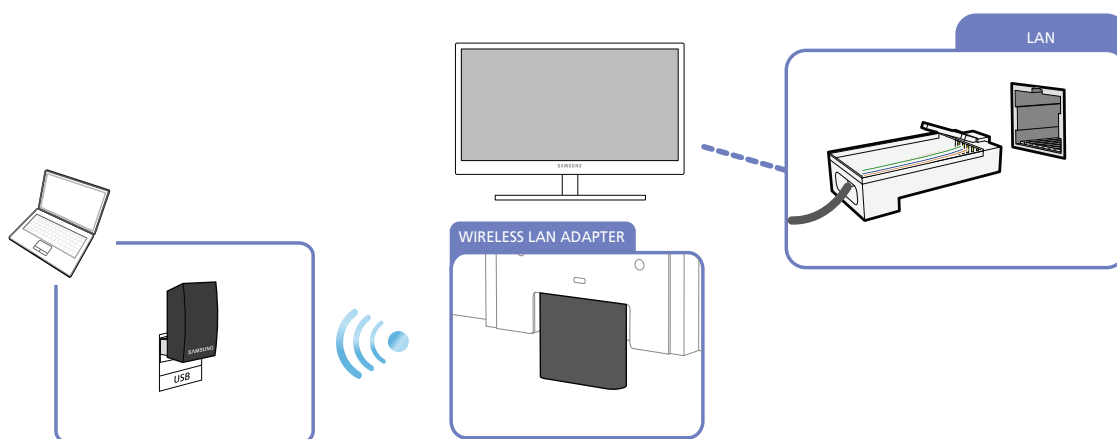 LAN
SAMSUNG
WIRELESS LAN ADAPTER
SAMSUNG
USB